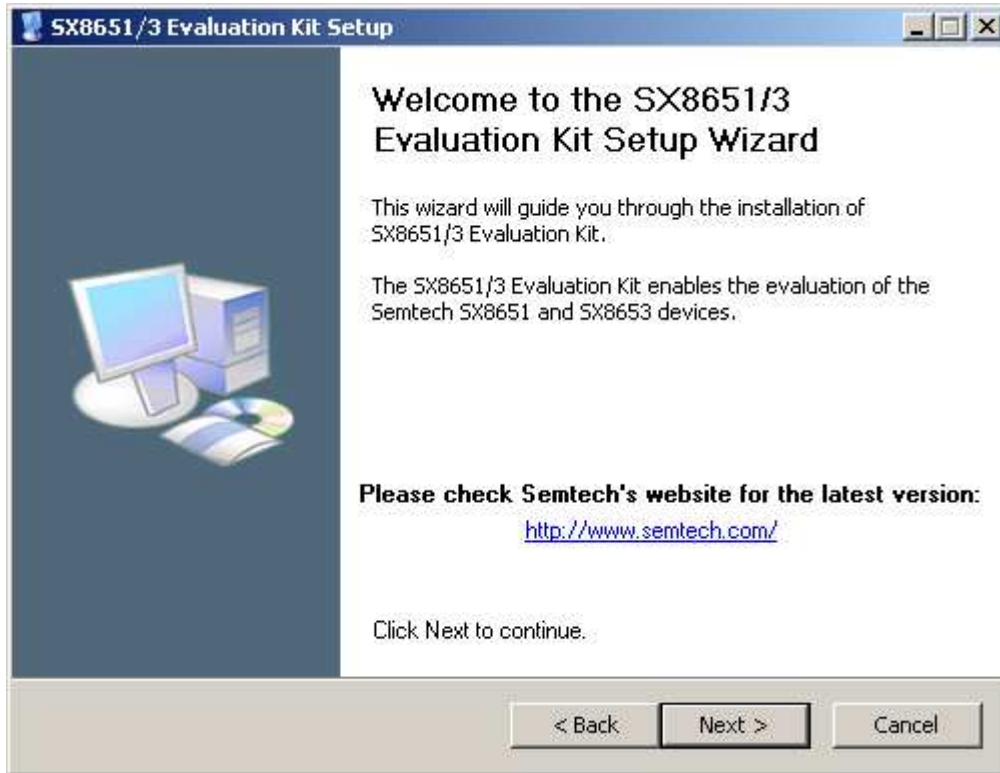 SX8651/3 Evaluation Kit Setup
Welcome to the SX8651/3
Evaluation Kit Setup Wizard
This wizard will guide you through the installation of
SX8651/3 Evaluation Kit.
The SX8651/3 Evaluation Kit enables the evaluation of the
Semtech SX8651 and SX8653 devices.
Please check Semtech's website for the latest version:
http://www.semtech.com/
Click Next to continue.
< Back
Next >
Cancel